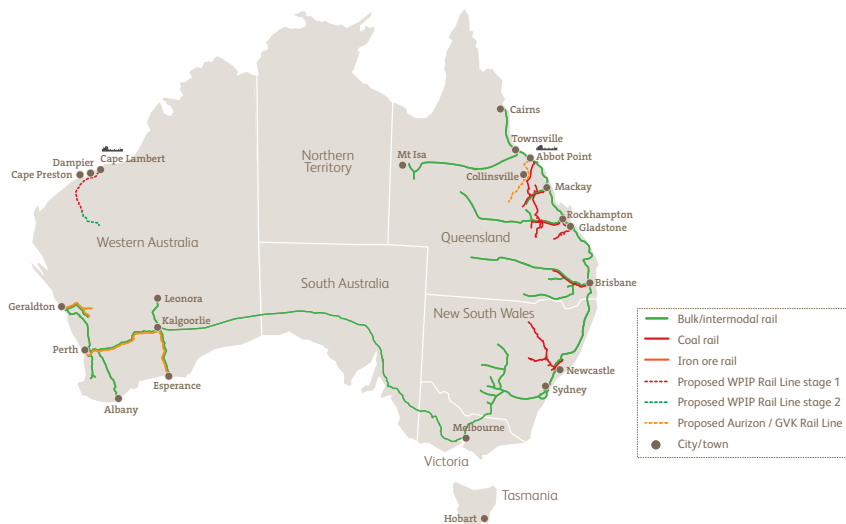 Cairns
Townsville
Mt Isa
Abbot Point
Northern
Territory
Collinsville
Mackay
Dampier
Cape Lambert
Cape Preston
Rockhampton
Gladstone
Queensland
Western Australia
South Australia
Brisbane
Leonora
Geraldton
Kalgoorlie
New South Wales
Perth
Newcastle
Esperance
Sydney
Albany
Melbourne
Victoria
Tasmania
Hobart
Bulk/intermodal rail
Coal rail
Iron ore rail
Proposed WPIP Rail Line stage 1
Proposed WPIP Rail Line stage 2
Proposed Aurizon / GVK Rail Line
City/town